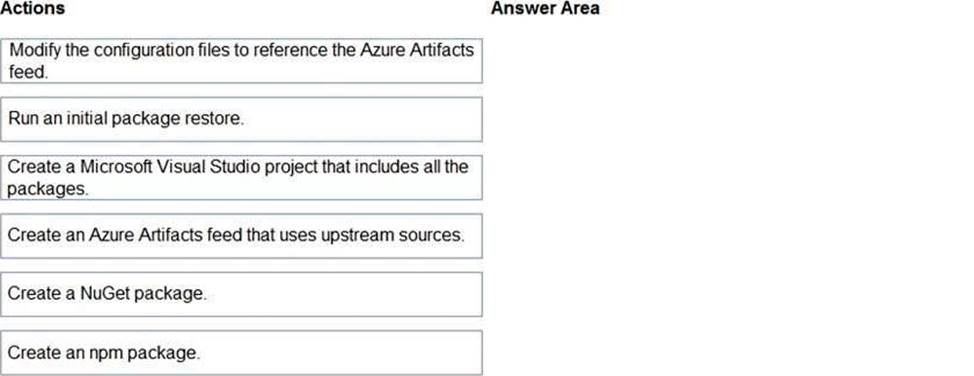 Actions
Answer Area
Modify the configuration files to reference the Azure Artifacts
feed.
Run an initial package restore.
Create a Microsoft Visual Studio project that includes all the
packages.
Create an Azure Artifacts feed that uses upstream sources.
Create a NuGet package.
Create an npm package.